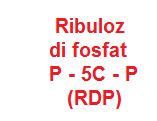 Ribuloz
di fosfat
P - 5C - P
(RDP)